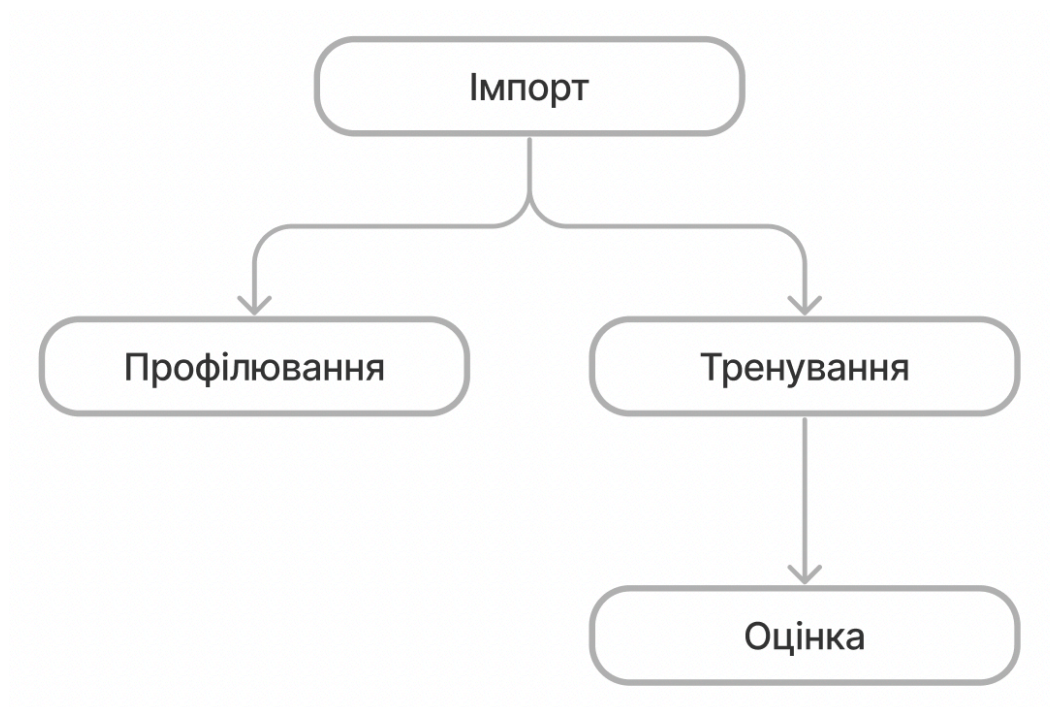 Імпорт
Профілювання
Тренування
Оцінка